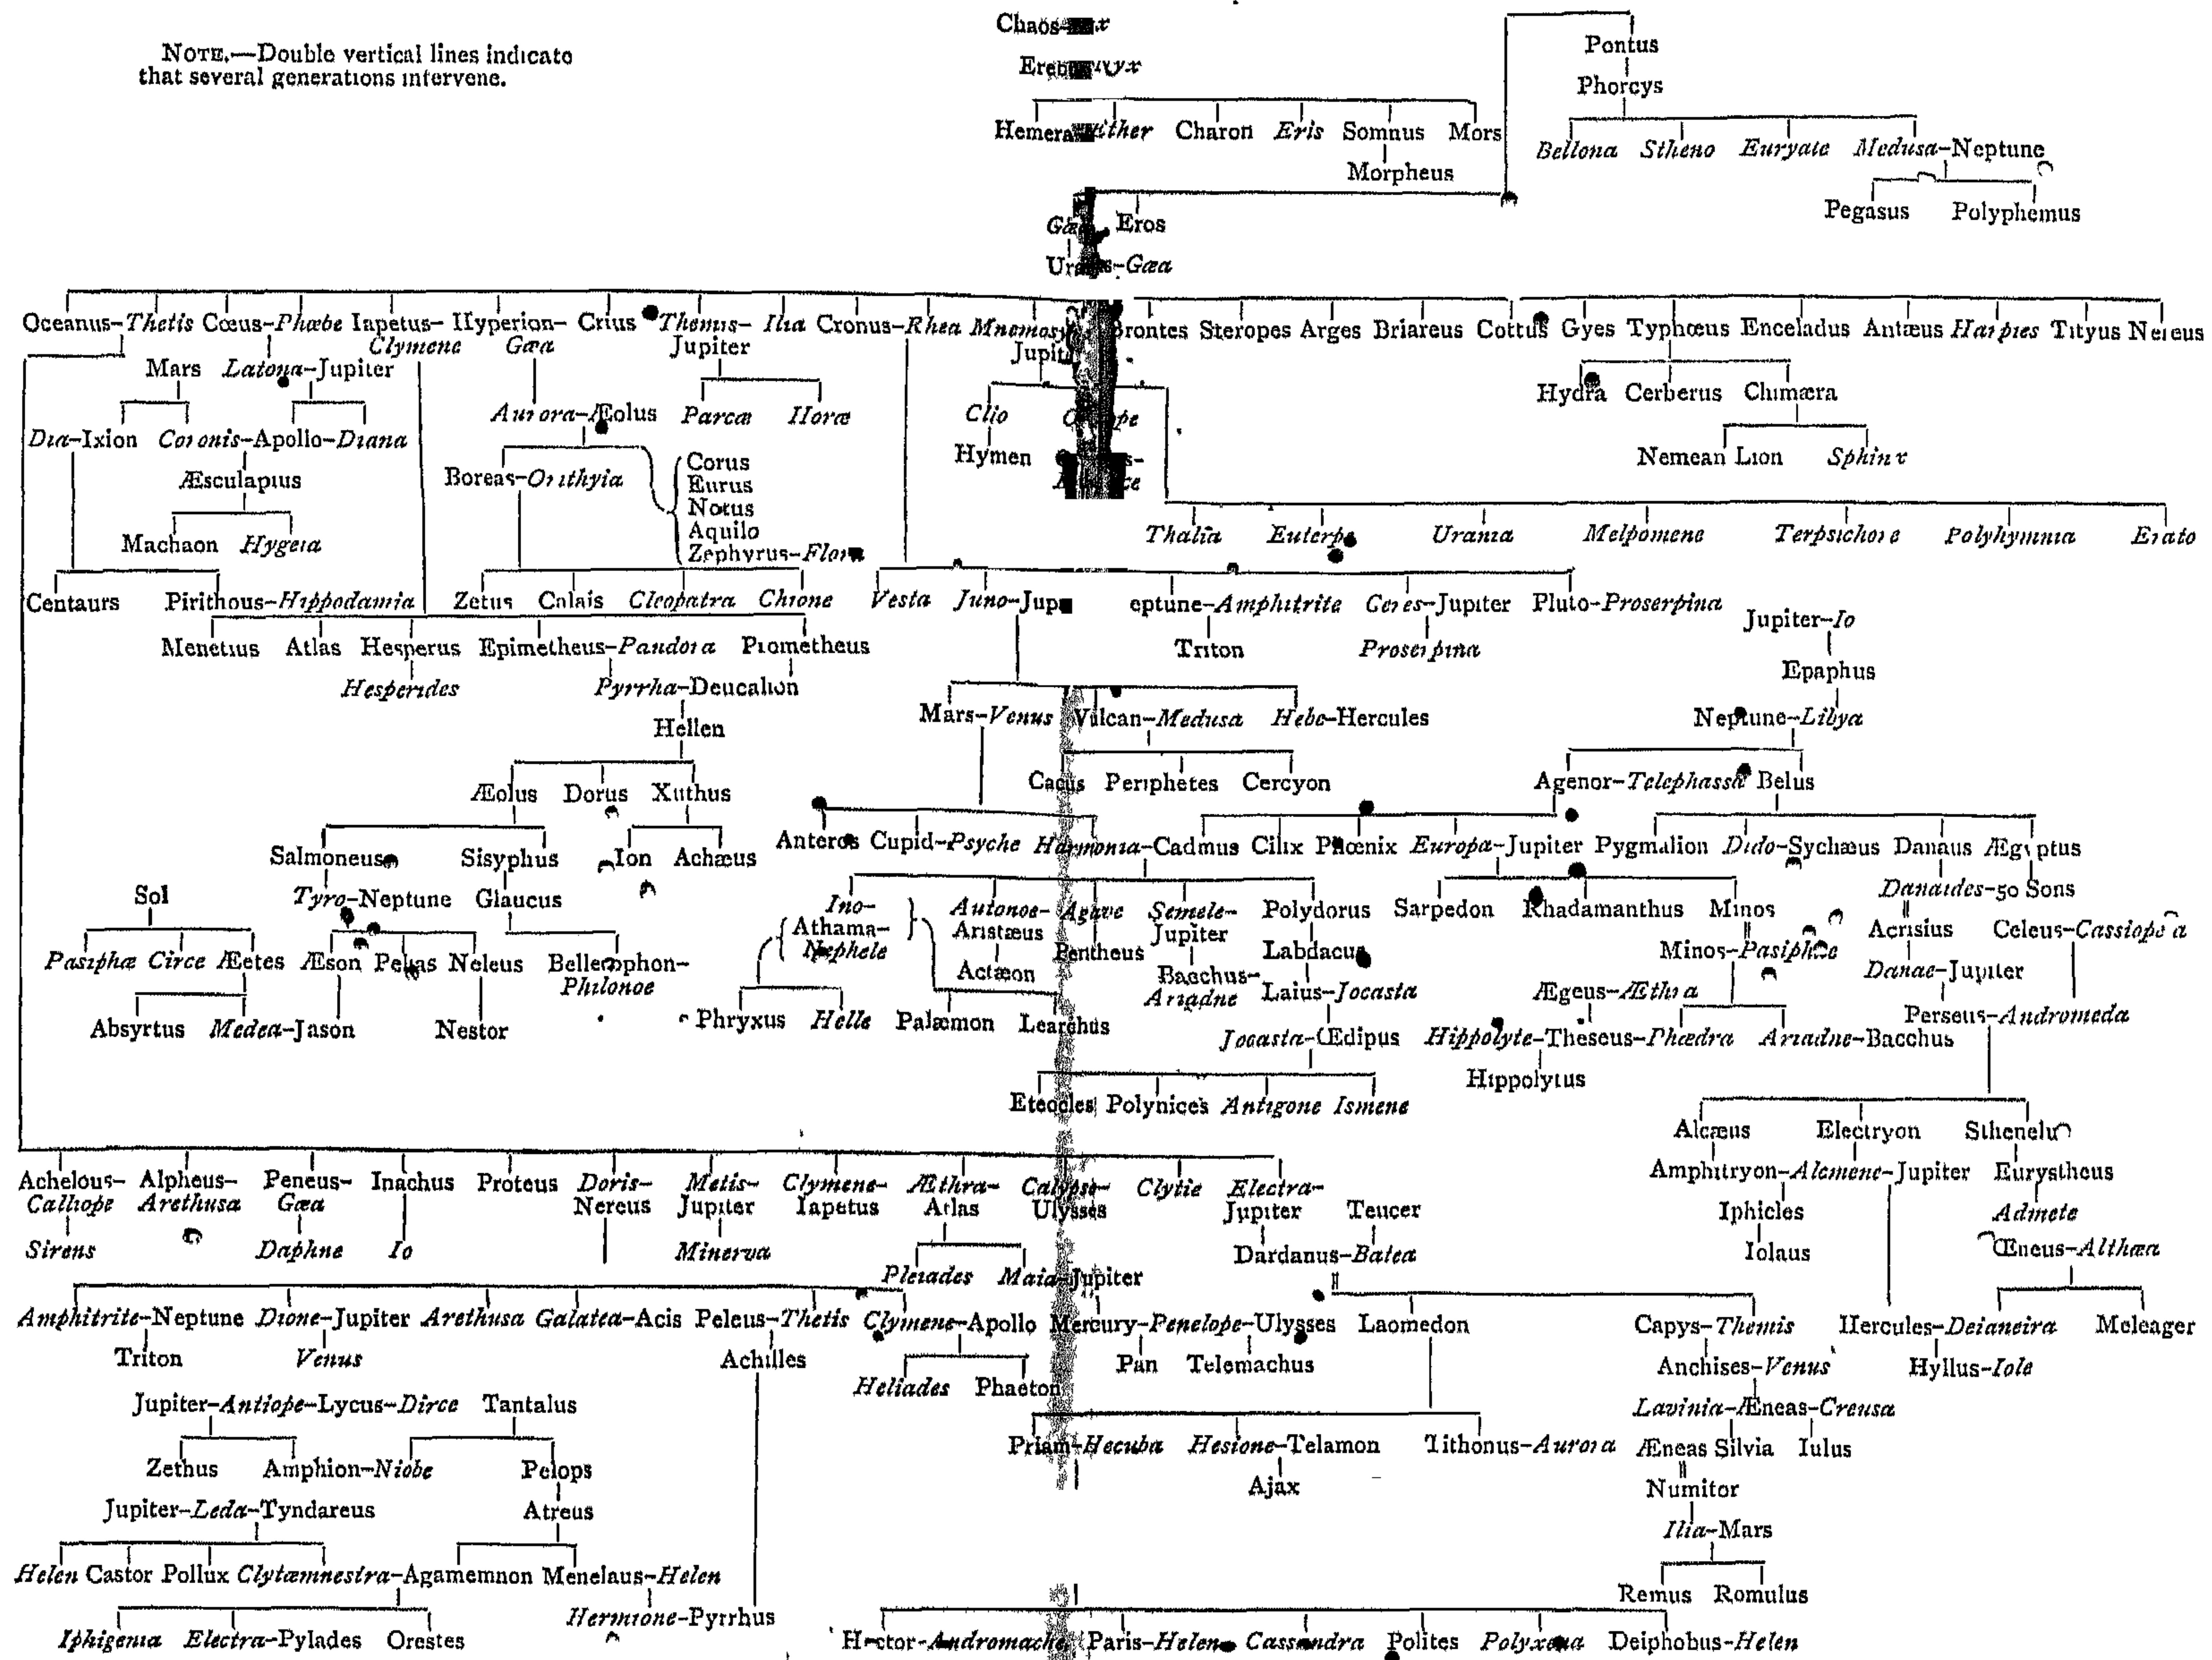 NOTE.—Double vertical lines indicate
that several generations intervene.
Pontus
Phorcys
Hemera Charon Eris Somnus Mors
Bellona Stheno Euryate Medusa-Neptune
Morpheus
Pegasus Polyphemus
Eros
-Gæa
Oceanus-Thetis Cœus-Phœbe Iapetus- Hyperion- Crius Themis- Ilia Cronus-Rhea Brontes Steropes Arges Briareus Cottus Gyes Typhœus Enceladus Antæus Harpies Tityus Nereus
Clymene Gæa Jupiter
Mars Latona-Jupiter
Hydra Cerberus Chimæra
Aurora-Æolus Parcæ Horæ Clio
Dia-Ixion Coronis-Apollo-Diana
Hymen
Nemean Lion Sphinx
Æsculapius Boreas-Orithyia
Corus
Eurus
Notus
Aquilo
Zephyrus-Flora
Machaon Hygeia
Thalia Euterpe Urania Melpomene Terpsichore Polyhymnia Erato
Centaurs Pirithous-Hippodamia Zetus Calais Cleopatra Chione Vesta Juno- -Amphitrite Ceres-Jupiter Pluto-Proserpina
Jupiter-Io
Menetius Atlas Hesperus Epimetheus-Pandora Prometheus Triton Proserpina
Epaphus
Hesperides Pyrrha-Deucalion
Hellen
Mars-Venus Vulcan-Medusa Hebe-Hercules Neptune-Libya
Æolus Dorus Xuthus Cacus Periphetes Cercyon Agenor-Telephassa Belus
Salmoneus Sisyphus Ion Achæus Anteros Cupid-Psyche Harmonia-Cadmus Cilix Phœnix Europa-Jupiter Pygmalion Dido-Sychæus Danaus Ægyptus
Sol Tyro-Neptune Glaucus Danaides-50 Sons
Ino- Autonoe- Agave Semele- Polydorus Sarpedon Rhadamanthus Minos
Athama- Aristæus Jupiter
Nephele Pentheus Labdacus Minos-Pasiphæ Acrisius Celeus-Cassiopea
Pasiphæ Circe Æetes Æson Pelias Neleus Bellerophon-
Philonoe
Actæon Bacchus- Danae-Jupiter
Ariadne Laius-Jocasta Ægeus-Æthra
Absyrtus Medea-Jason Nestor Phryxus Helle Palæmon Learchus Perseus-Andromeda
Jocasta-Œdipus Hippolyte-Theseus-Phædra Ariadne-Bacchus
Hippolytus
Eteocles Polynices Antigone Ismene
Alcæus Electryon Sthenelu
Amphitryon-Alcmene-Jupiter Eurystheus
Achelous- Alpheus- Peneus- Inachus Proteus Doris- Metis- Clymene- Æthra- Calypso- Clytie Electra-
Calliope Arethusa Gæa Nereus Jupiter Iapetus Atlas Ulysses Jupiter Teucer Iphicles Admete
Sirens Daphne Io Minerva Dardanus-Batea Iolaus Œneus-Althæa
Pleiades Maia-Jupiter
Amphitrite-Neptune Dione-Jupiter Arethusa Galatea-Acis Peleus-Thetis Clymene-Apollo Mercury-Penelope-Ulysses Laomedon Capys-Themis Hercules-Deianeira Meleager
Triton Venus Achilles Pan Telemachus Anchises-Venus Hyllus-Iole
Heliades Phaeton
Jupiter-Antiope-Lycus-Dirce Tantalus Lavinia-Æneas-Creusa
Priam-Hecuba Hesione-Telamon Tithonus-Aurora Æneas Silvia Iulus
Zethus Amphion-Niobe Pelops
Ajax Numitor
Jupiter-Leda-Tyndareus Atreus
Ilia-Mars
Helen Castor Pollux Clytæmnestra-Agamemnon Menelaus-Helen
Remus Romulus
Hermione-Pyrrhus
Iphigenia Electra-Pylades Orestes
Hector-Andromache Paris-Helen Cassandra Polites Polyxena Deiphobus-Helen